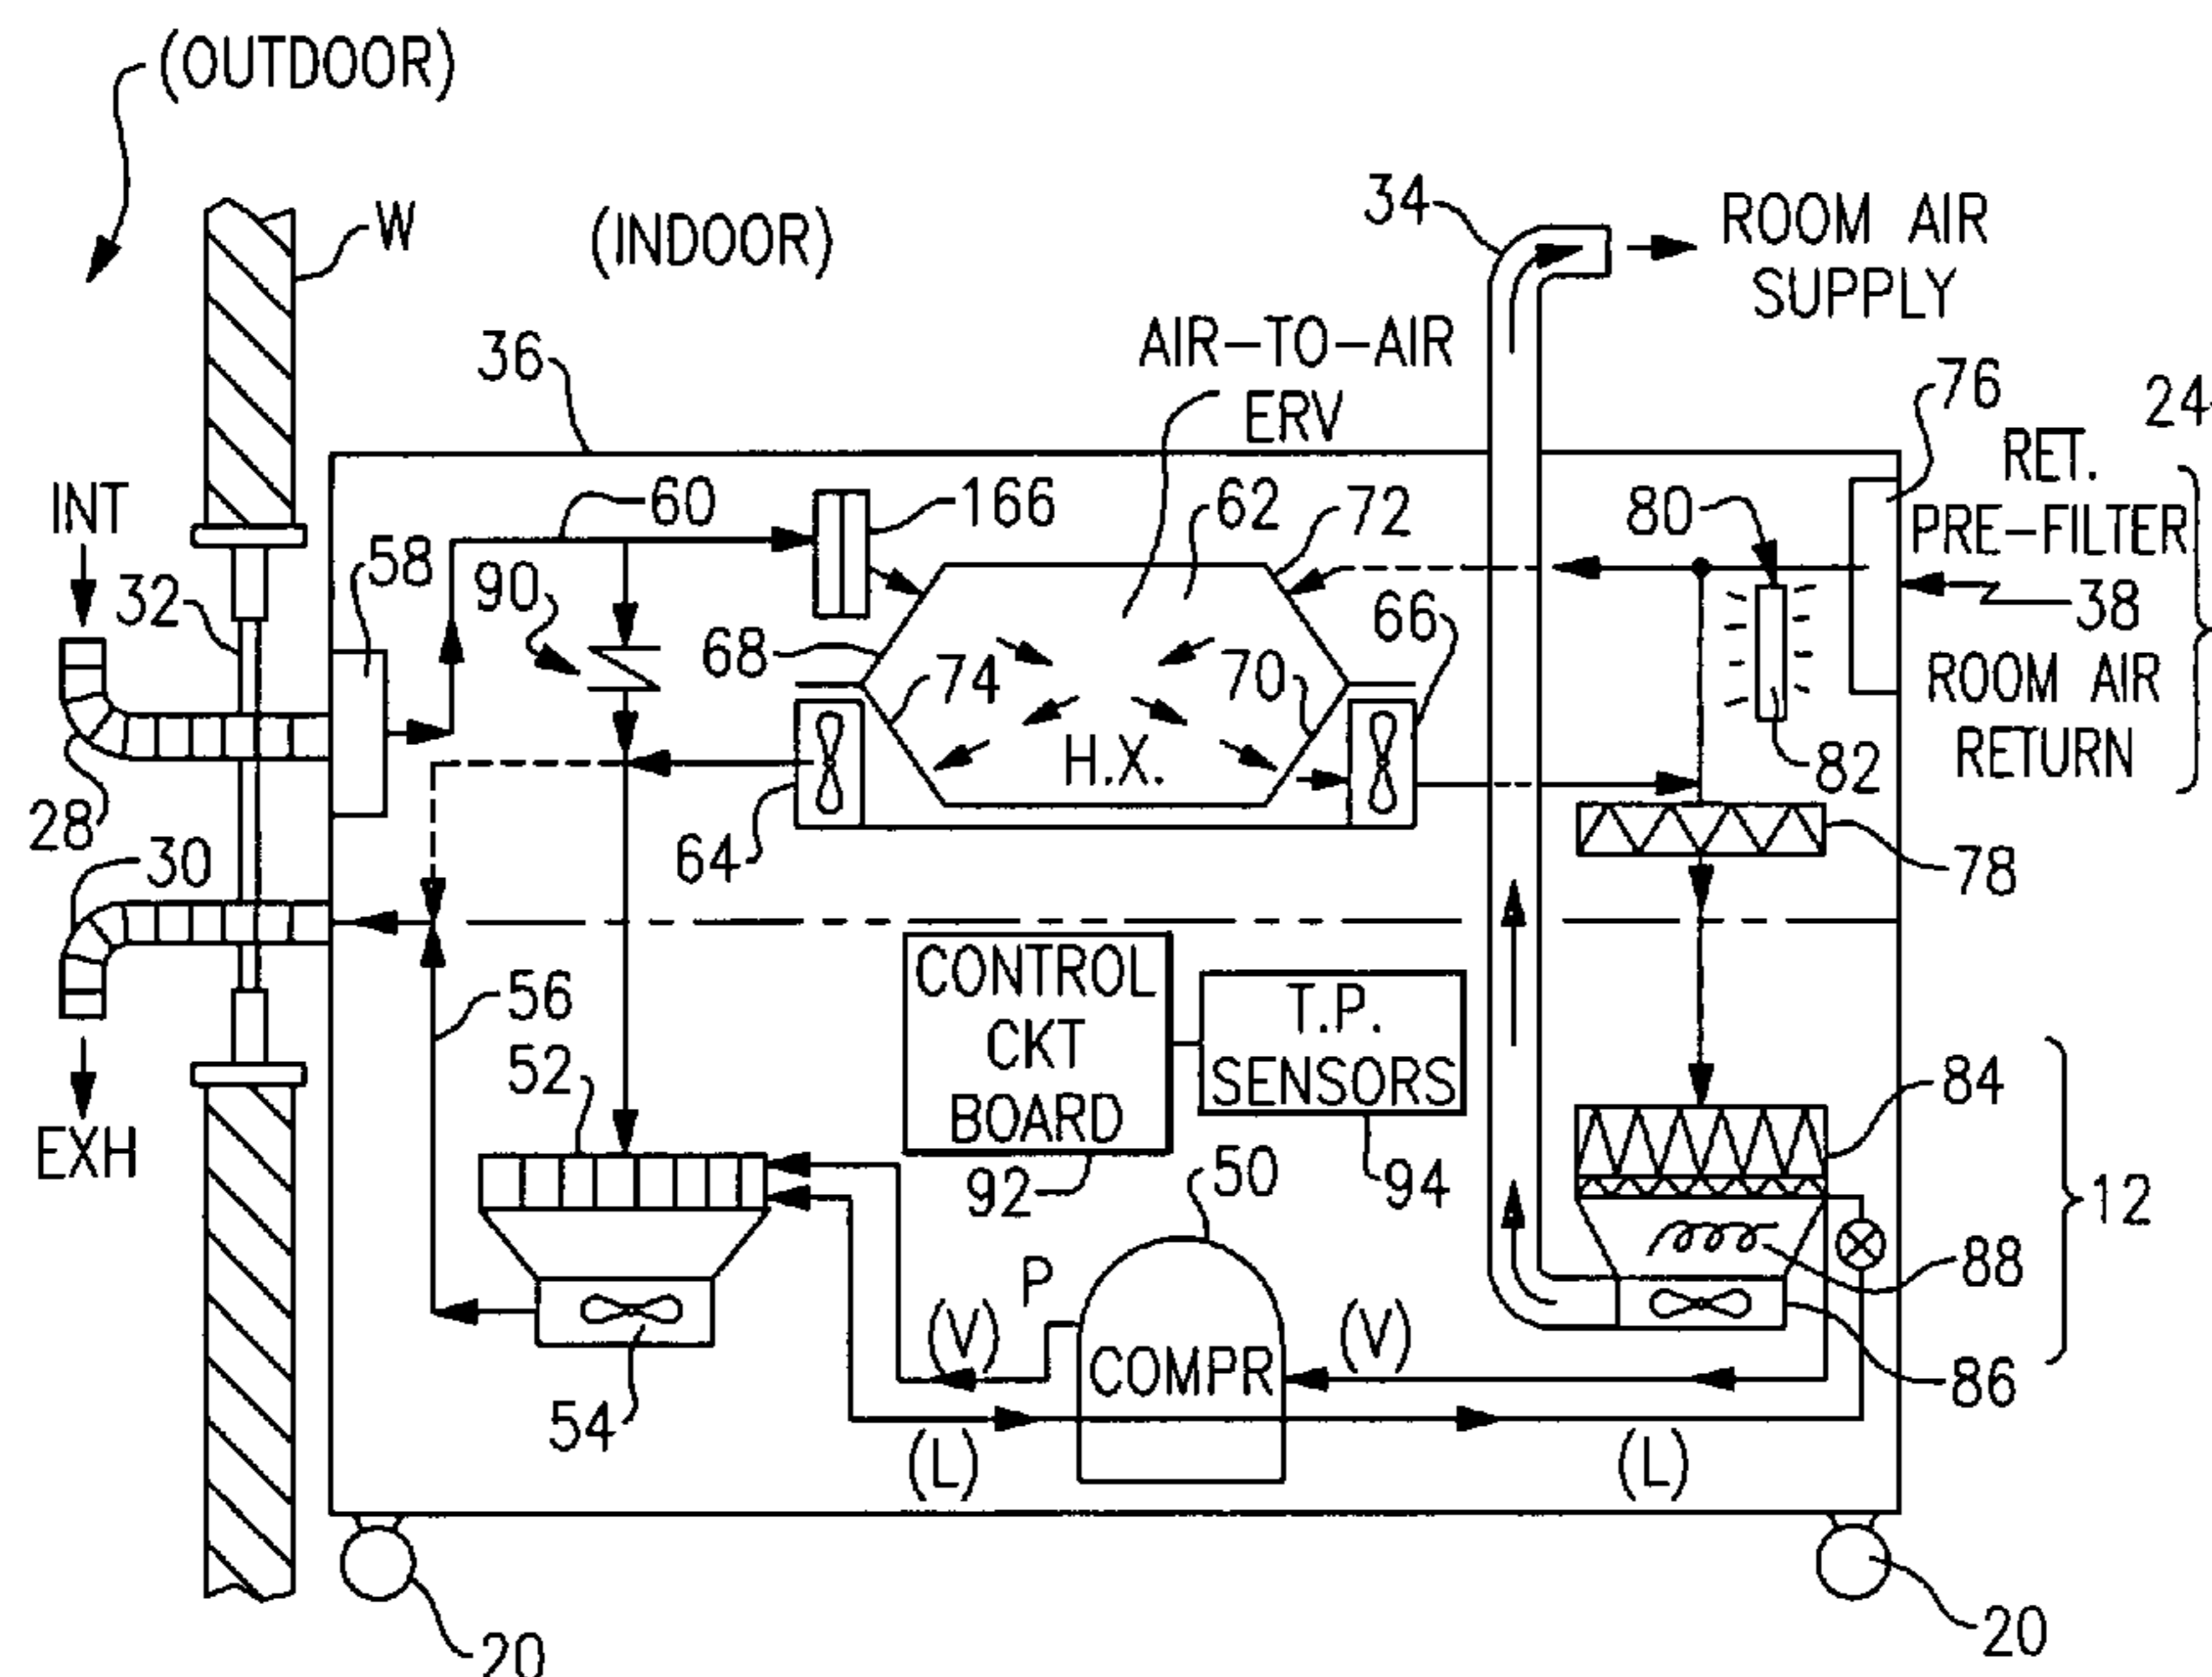 (OUTDOOR)
W
(INDOOR)
34
ROOM AIR
SUPPLY
AIR-TO-AIR
ERV
36
76
24
RET.
PRE-FILTER
38
ROOM AIR
RETURN
INT
60
166
62
72
80
58
32
90
68
74
70
66
H.X.
82
28
30
64
78
CONTROL
CKT
BOARD
T.P.
SENSORS
56
52
84
EXH
92
50
94
12
P
88
(V)
(V)
COMPR
86
54
(L)
(L)
20
20